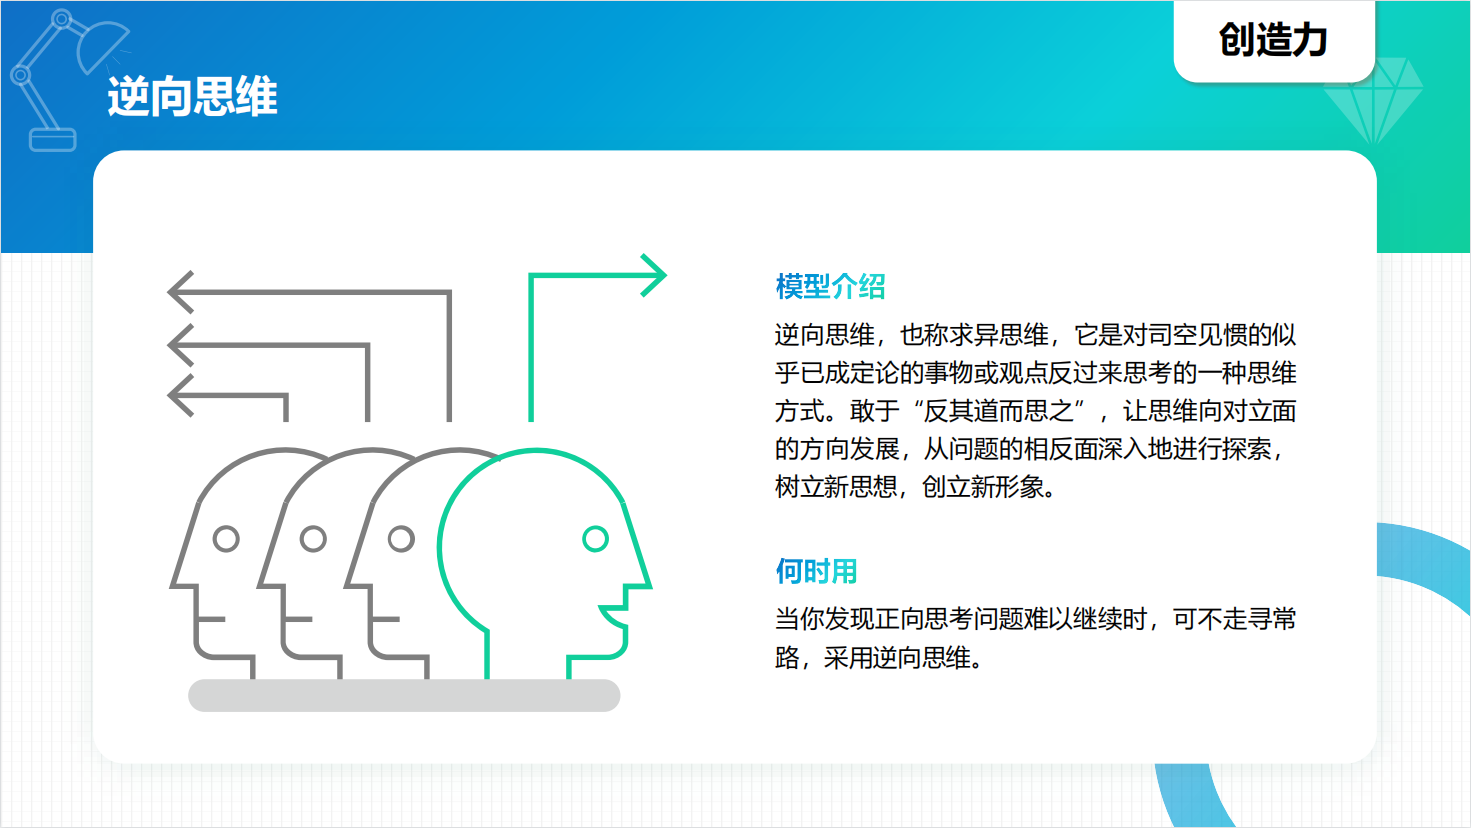 创造力
逆向思维
模型介绍
逆向思维，也称求异思维，它是对司空见惯的似
乎已成定论的事物或观点反过来思考的一种思维
方式。敢于“反其道而思之”，让思维向对立面
的方向发展，从问题的相反面深入地进行探索，
树立新思想，创立新形象。
何时用
当你发现正向思考问题难以继续时，可不走寻常
路，采用逆向思维。